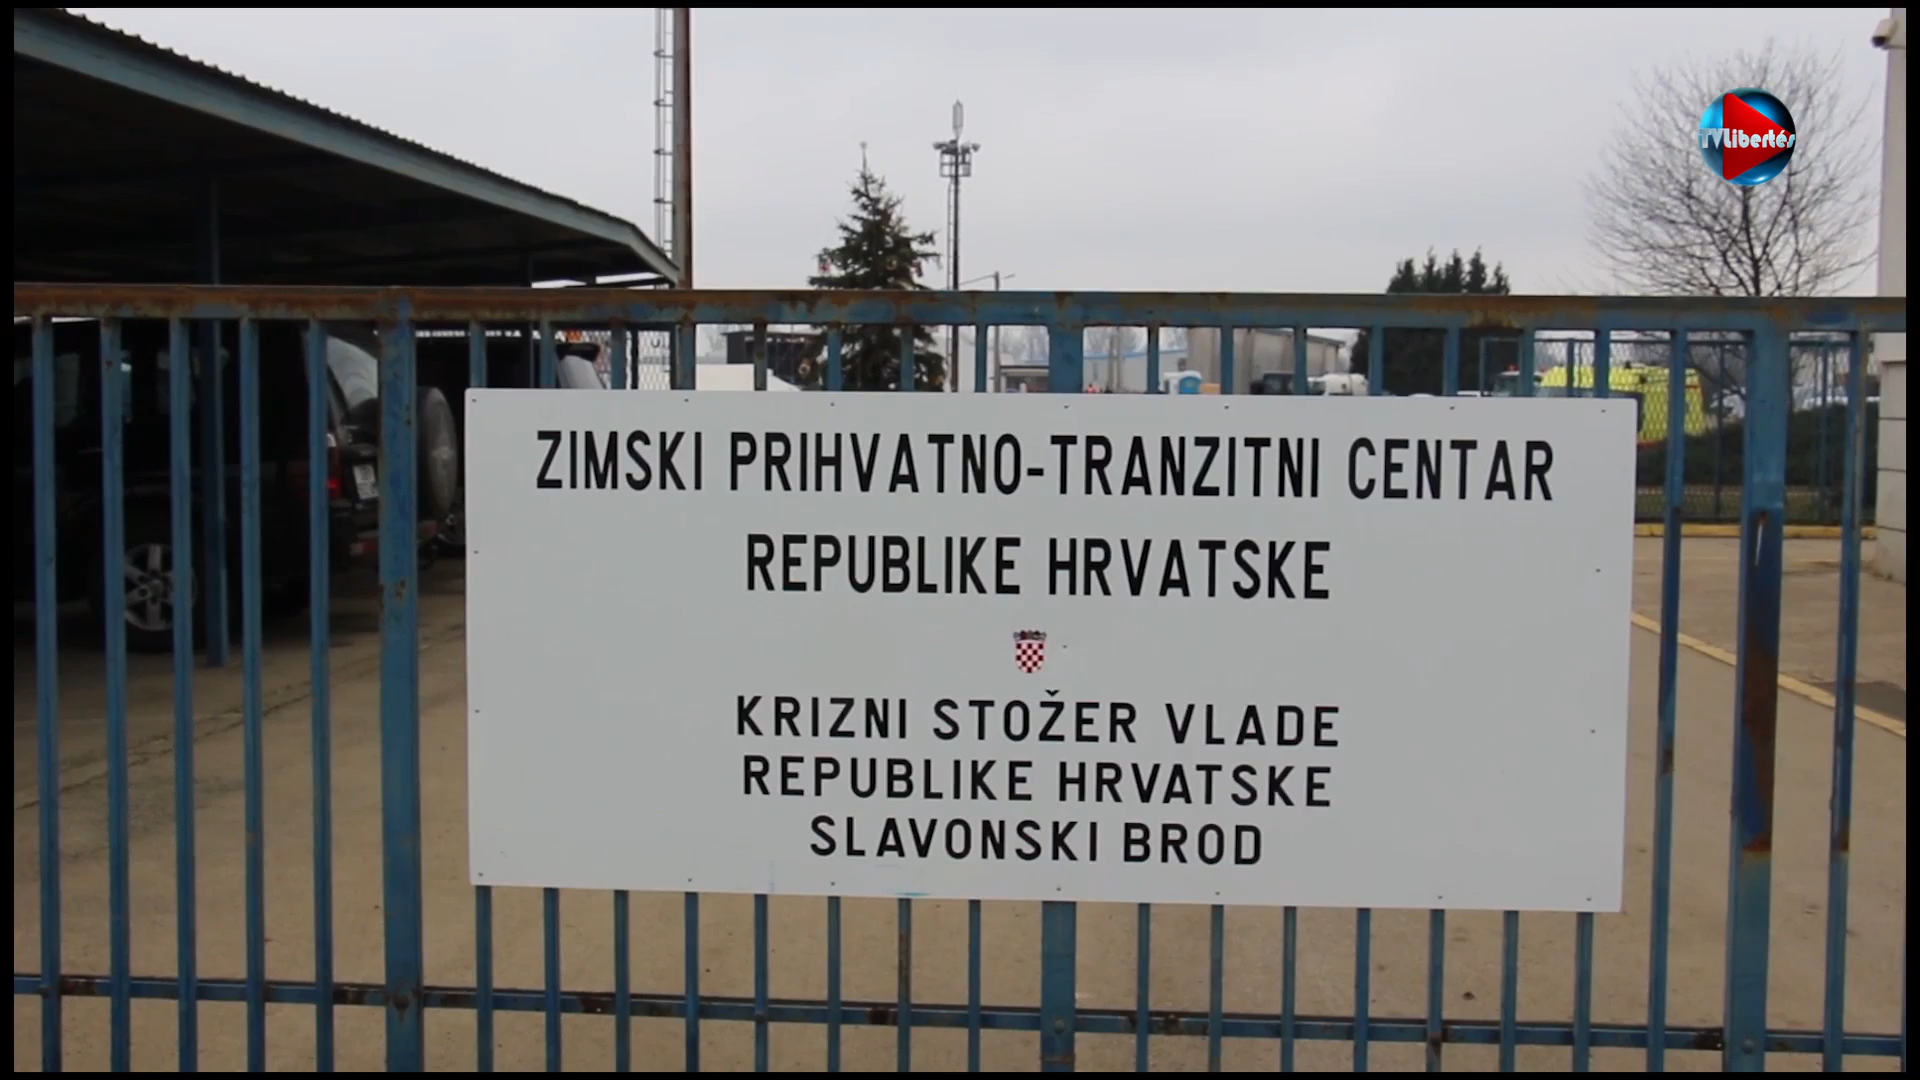 TVLibertés
ZIMSKI PRIHVATNO-TRANZITNI CENTAR
REPUBLIKE HRVATSKE
KRIZNI STOŽER VLADE
REPUBLIKE HRVATSKE
SLAVONSKI BROD